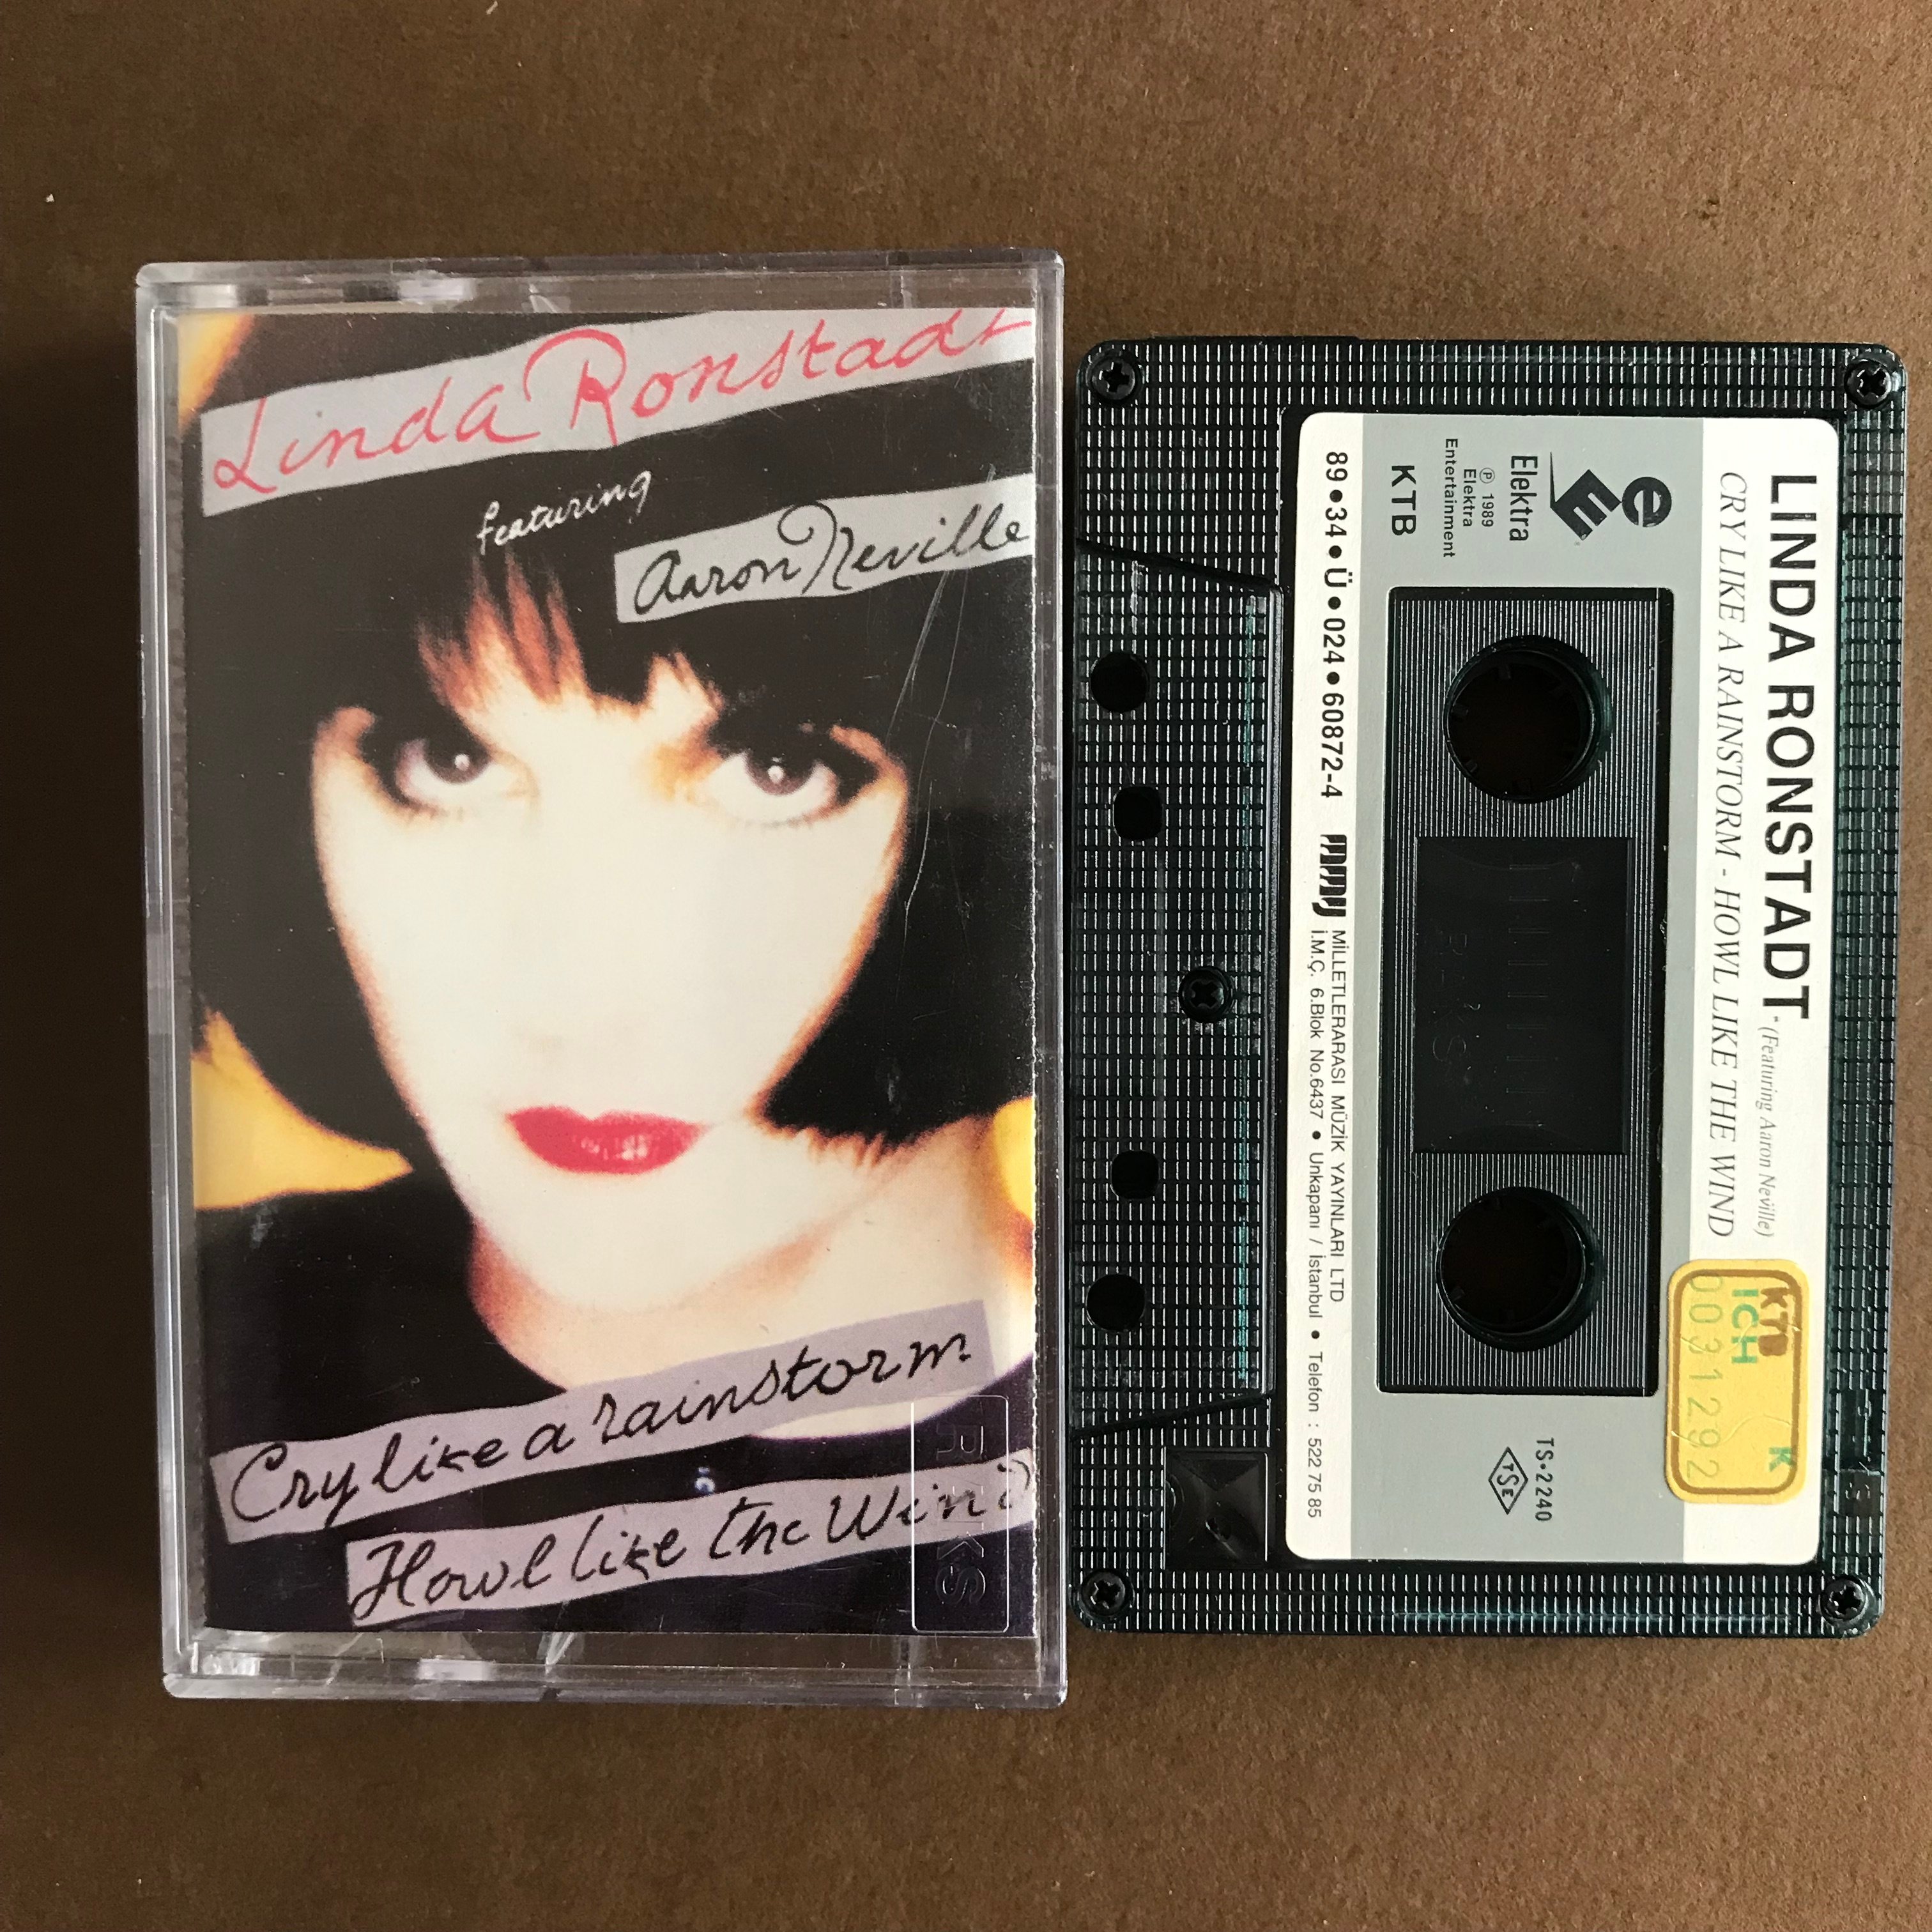 Linda Ronstadt
featuring
Aaron Neville
Cry like a rainstorm
Howl like the Wind
RAKS
LINDA RONSTADT
(Featuring Aaron Neville)
CRY LIKE A RAINSTORM - HOWL LIKE THE WIND
e
E
Elektra
℗ 1989
Elektra
Entertainment
KTB
RAKS
KTB
ICH K
0031292
TS•2240
TSE
89•34•Ü•024•60872-4
MİLLETLERARASI MÜZİK YAYINLARI LTD
İ.M.Ç. 6.Blok No.6437 • Unkapanı / İstanbul • Telefon : 522 75 85